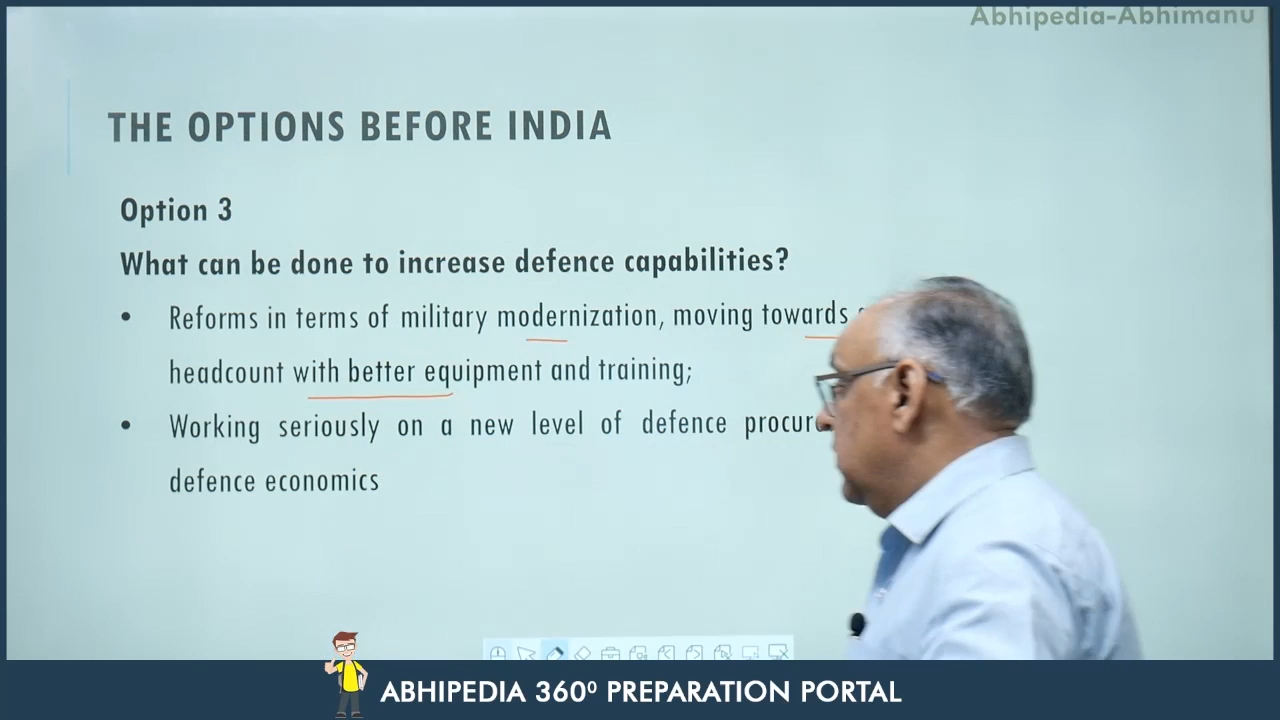 Abhipedia-Abhimanu
THE OPTIONS BEFORE INDIA
Option 3
What can be done to increase defence capabilities?
• Reforms in terms of military modernization, moving towards
headcount with better equipment and training;
• Working seriously on a new level of defence
defence economics
ABHIPEDIA 360⁰ PREPARATION PORTAL